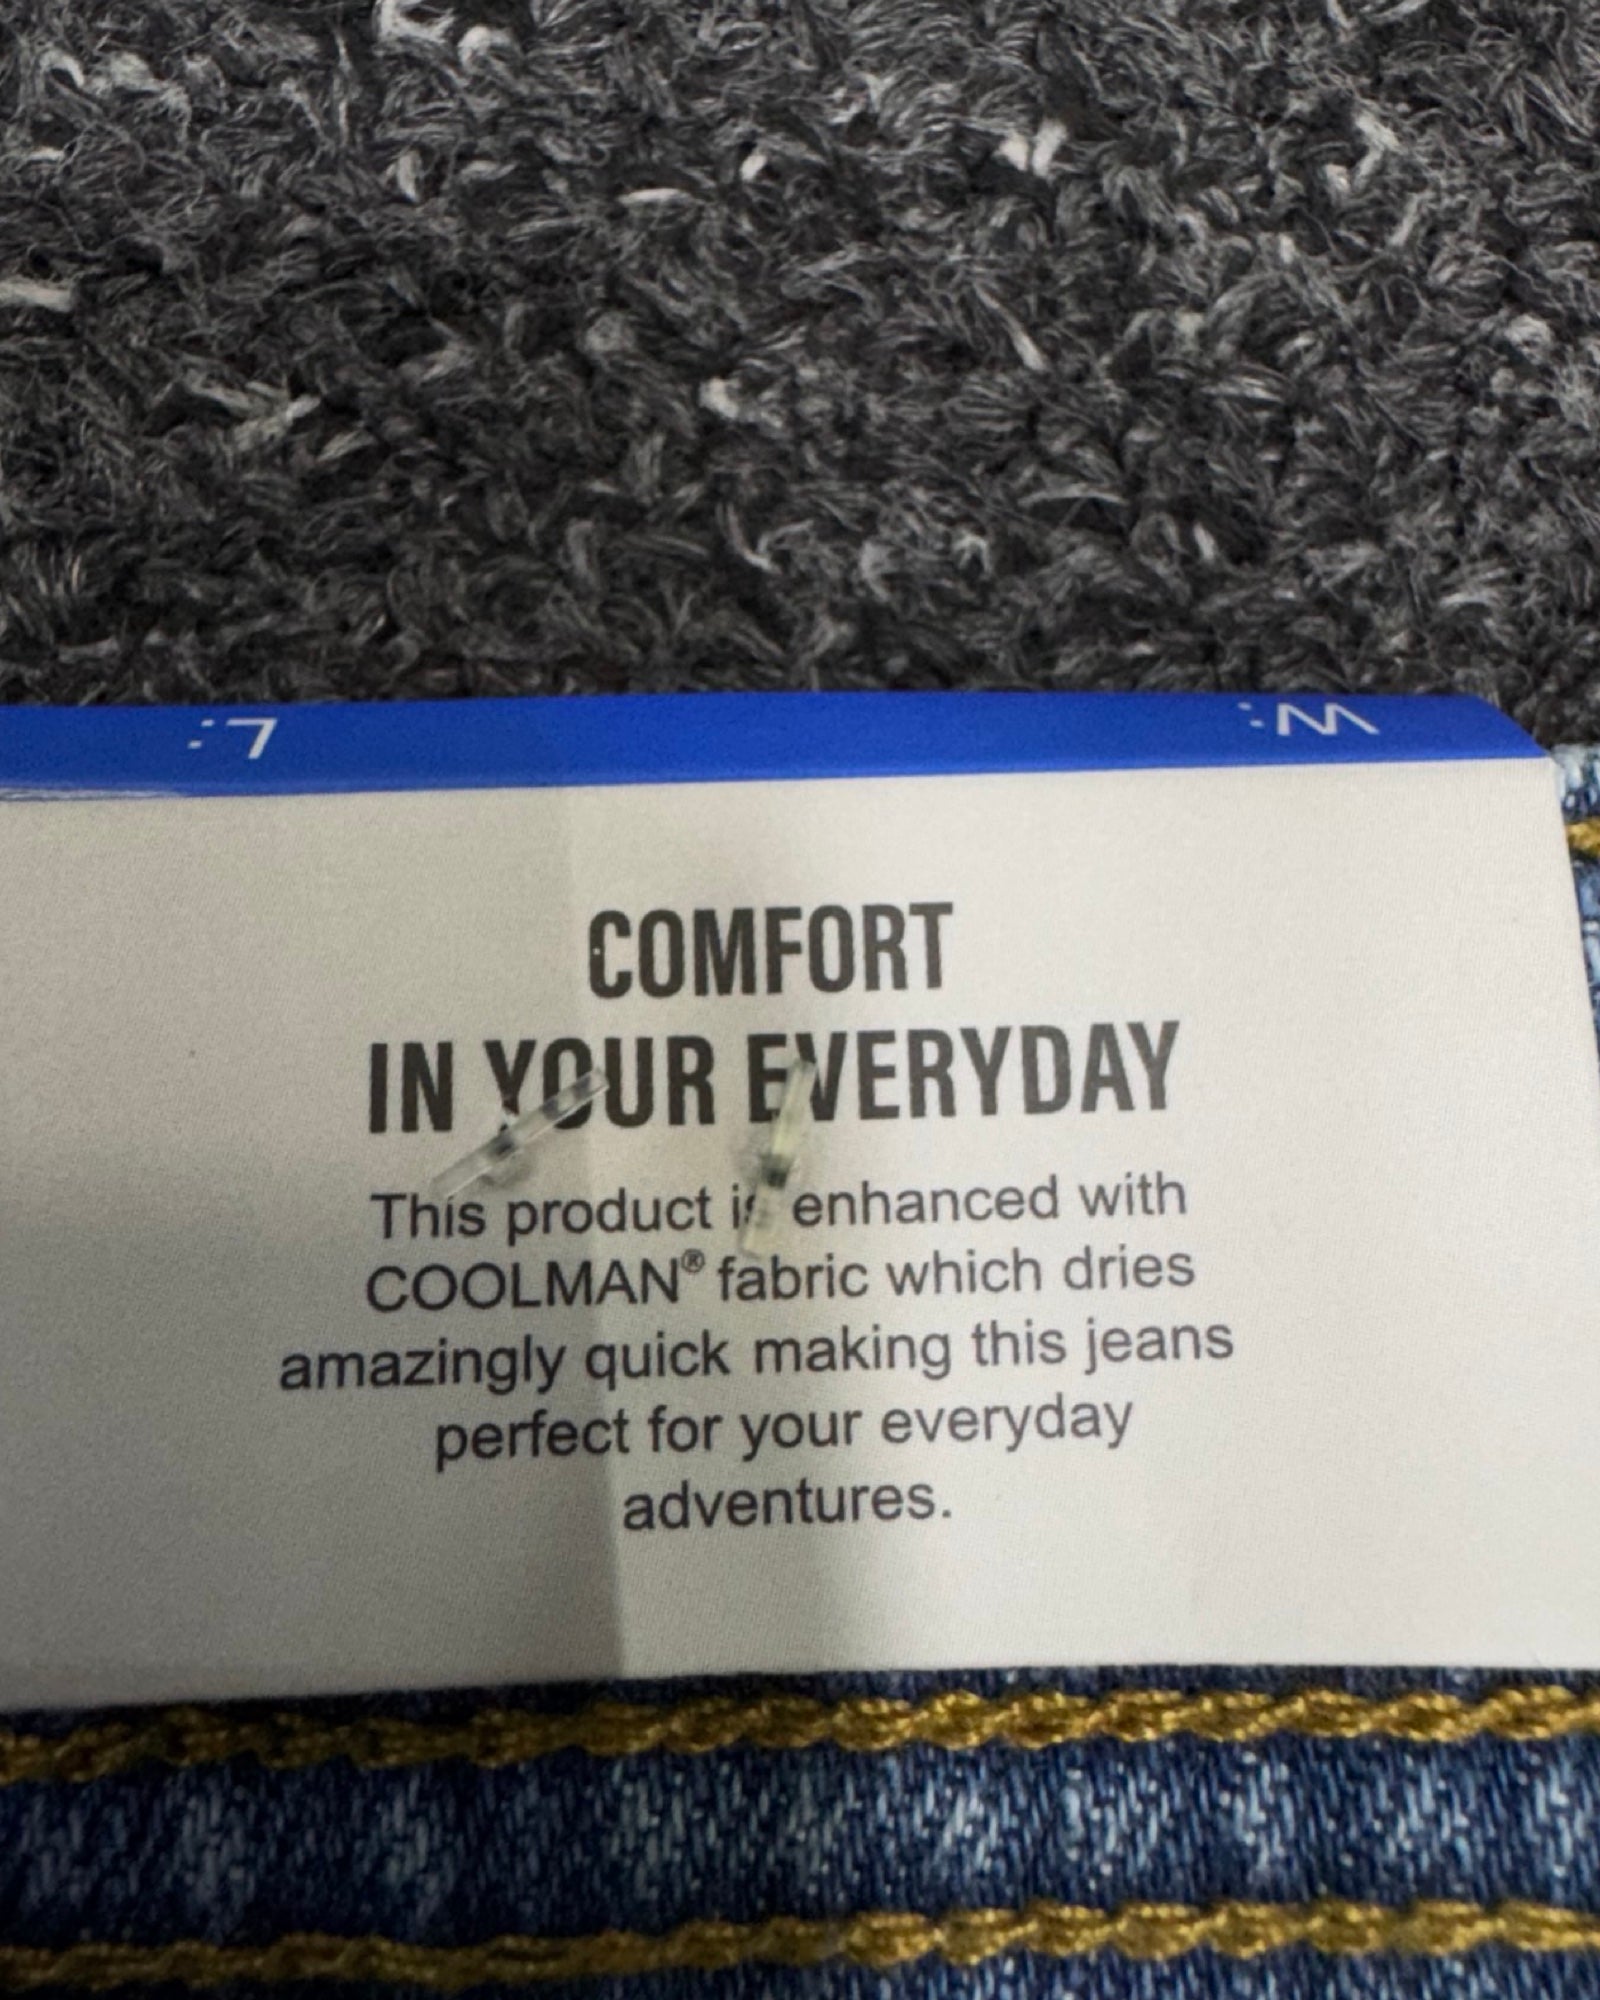 L:
W:
COMFORT
IN YOUR EVERYDAY
This product is enhanced with
COOLMAN® fabric which dries
amazingly quick making this jeans
perfect for your everyday
adventures.